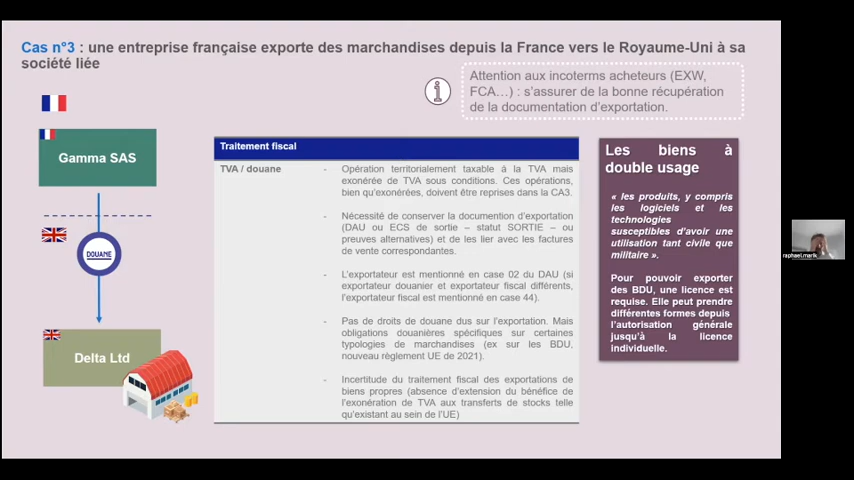 Cas n°3 : une entreprise française exporte des marchandises depuis la France vers le Royaume-Uni à sa
société liée
Attention aux incoterms acheteurs (EXW,
FCA…) : s'assurer de la bonne récupération
de la documentation d'exportation.
Gamma SAS
DOUANE
Delta Ltd
Traitement fiscal
TVA / douane
- Opération territorialement taxable à la TVA mais
exonérée de TVA sous conditions. Ces opérations,
bien qu'exonérées, doivent être reprises dans la CA3.
- Nécessité de conserver la documention d'exportation
(DAU ou ECS de sortie – statut SORTIE – ou
preuves alternatives) et de les lier avec les factures
de vente correspondantes.
- L'exportateur est mentionné en case 02 du DAU (si
exportateur douanier et exportateur fiscal différents,
l'exportateur fiscal est mentionné en case 44).
- Pas de droits de douane dus sur l'exportation. Mais
obligations douanières spécifiques sur certaines
typologies de marchandises (ex sur les BDU,
nouveau règlement UE de 2021).
- Incertitude du traitement fiscal des exportations de
biens propres (absence d'extension du bénéfice de
l'exonération de TVA aux transferts de stocks telle
qu'existant au sein de l'UE)
Les biens à
double usage
« les produits, y compris
les logiciels et les
technologies
susceptibles d'avoir une
utilisation tant civile que
militaire ».
Pour pouvoir exporter
des BDU, une licence est
requise. Elle peut prendre
différentes formes depuis
l'autorisation générale
jusqu'à la licence
individuelle.
raphael.marik